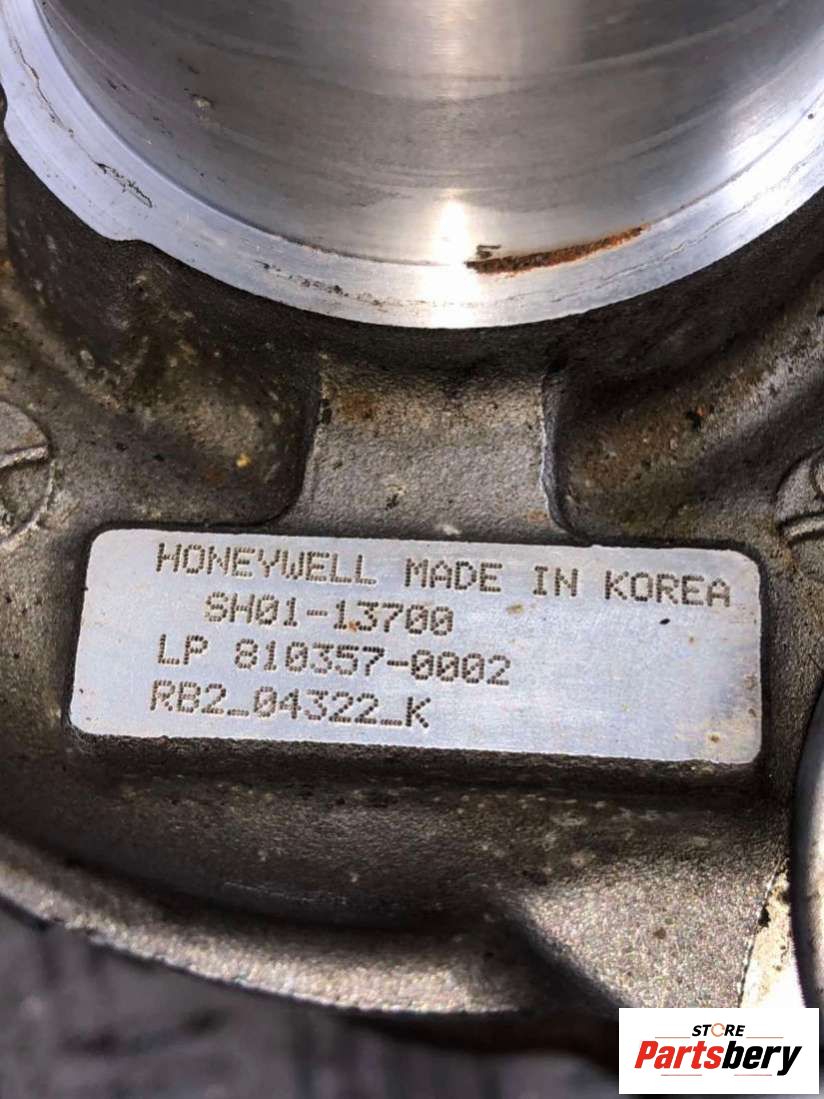 HONEYWELL MADE IN KOREA
SH01-13700
LP 810357-0002
RB2_04322_K
STORE
Partsbery